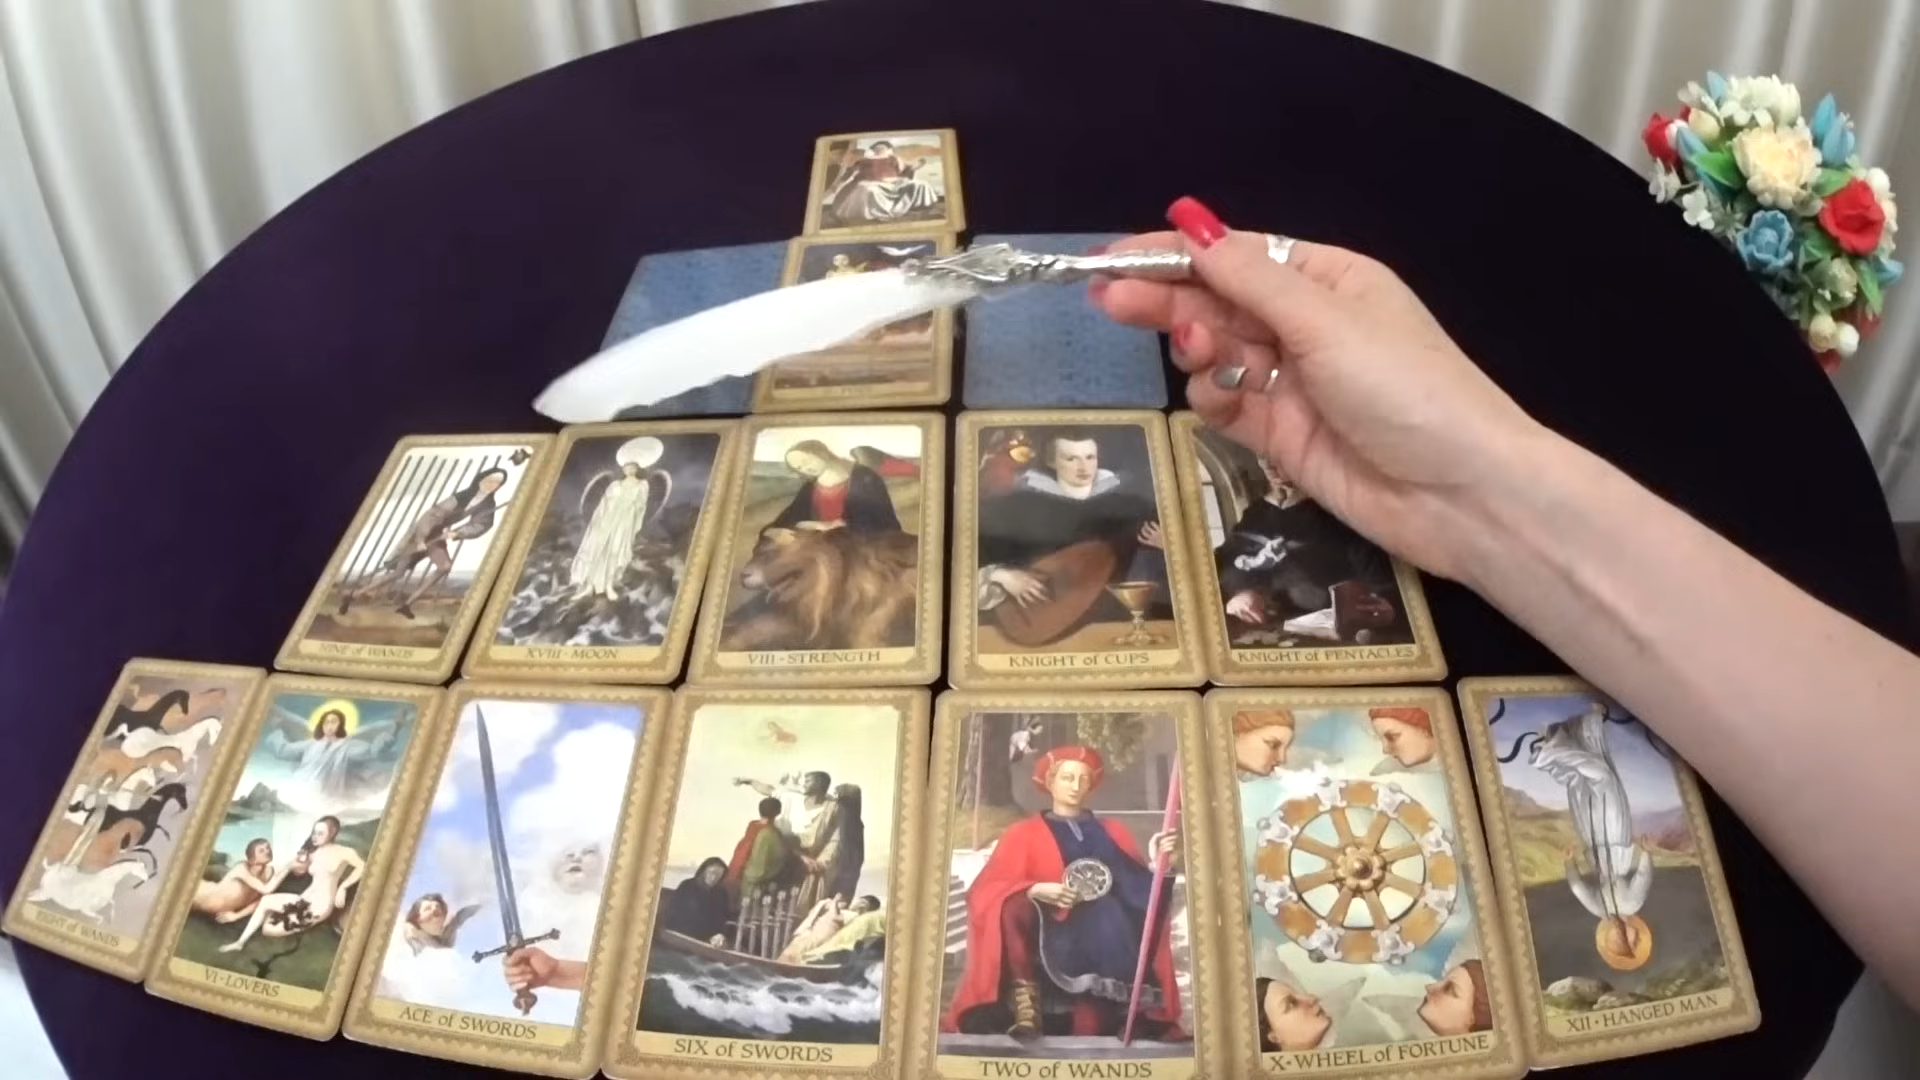 NINE of WANDS
XVIII · MOON
VIII · STRENGTH
KNIGHT of CUPS
KNIGHT of PENTACLES
EIGHT of WANDS
VI · LOVERS
ACE of SWORDS
SIX of SWORDS
TWO of WANDS
X · WHEEL of FORTUNE
XII · HANGED MAN